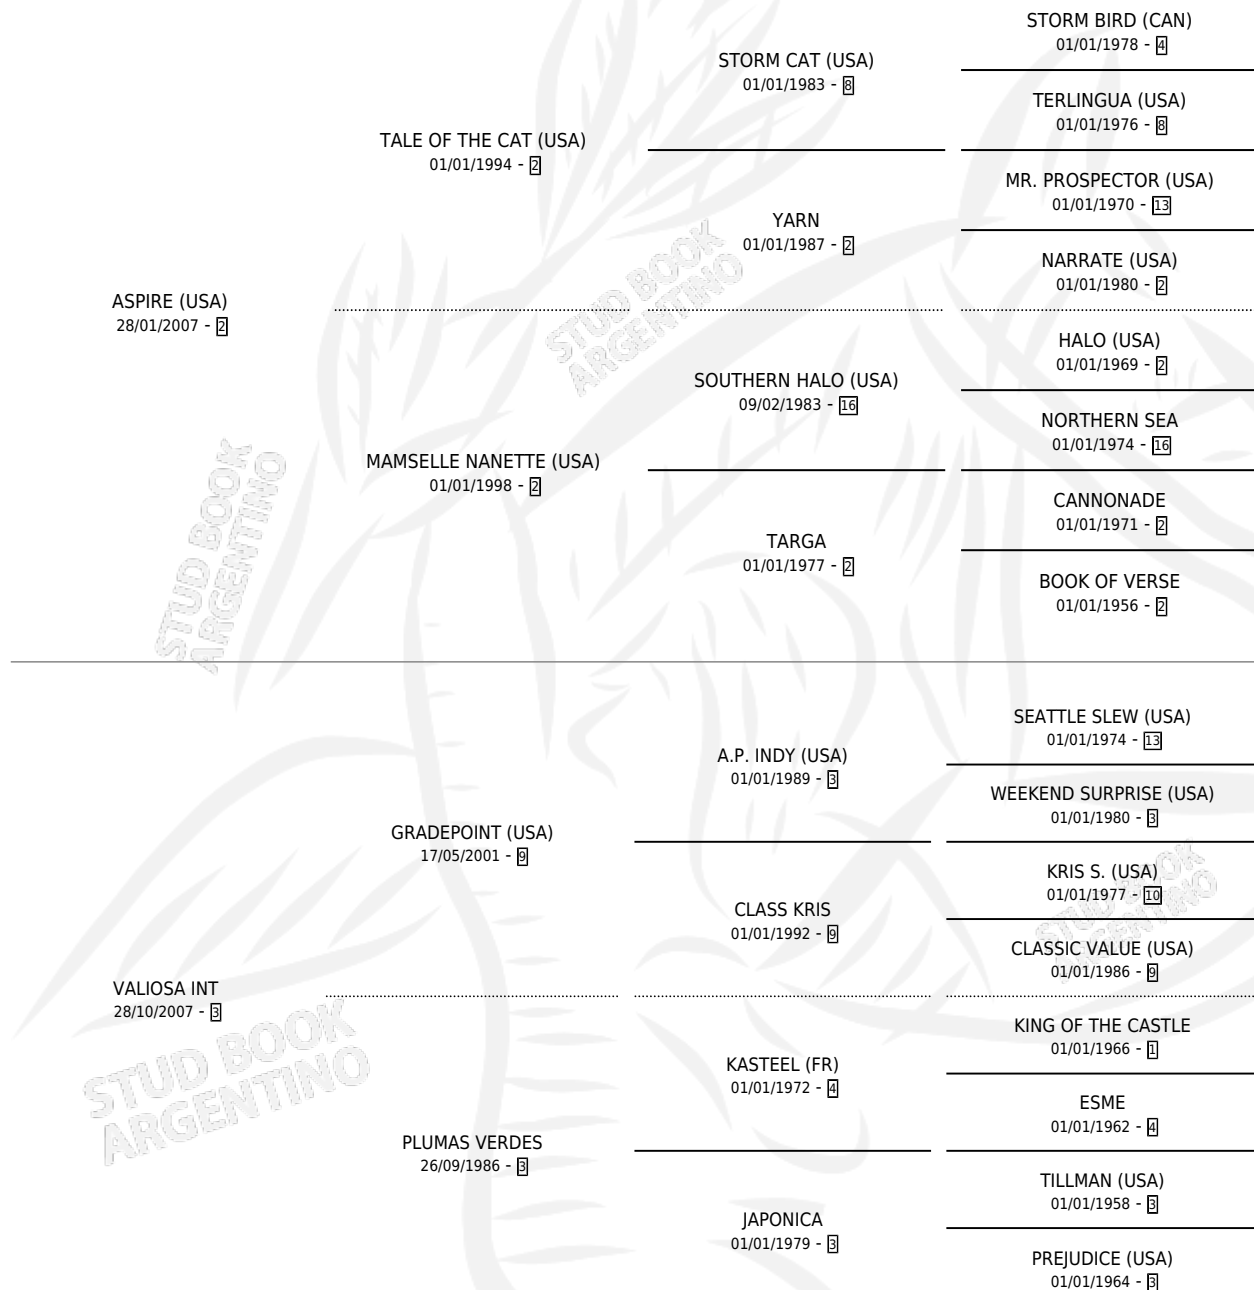 STORM BIRD (CAN)
01/01/1978 - 4
STORM CAT (USA)
01/01/1983 - 8
TERLINGUA (USA)
01/01/1976 - 8
TALE OF THE CAT (USA)
01/01/1994 - 2
MR. PROSPECTOR (USA)
01/01/1970 - 13
YARN
01/01/1987 - 2
NARRATE (USA)
01/01/1980 - 2
ASPIRE (USA)
28/01/2007 - 2
HALO (USA)
01/01/1969 - 2
SOUTHERN HALO (USA)
09/02/1983 - 16
NORTHERN SEA
01/01/1974 - 16
MAMSELLE NANETTE (USA)
01/01/1998 - 2
CANNONADE
01/01/1971 - 2
TARGA
01/01/1977 - 2
BOOK OF VERSE
01/01/1956 - 2
STUD BOOK
ARGENTINO
STUD BOOK
ARGENTINO
SEATTLE SLEW (USA)
01/01/1974 - 13
A.P. INDY (USA)
01/01/1989 - 3
WEEKEND SURPRISE (USA)
01/01/1980 - 3
GRADEPOINT (USA)
17/05/2001 - 9
KRIS S. (USA)
01/01/1977 - 10
CLASS KRIS
01/01/1992 - 9
CLASSIC VALUE (USA)
01/01/1986 - 9
VALIOSA INT
28/10/2007 - 3
KING OF THE CASTLE
01/01/1966 - 1
KASTEEL (FR)
01/01/1972 - 4
ESME
01/01/1962 - 4
PLUMAS VERDES
26/09/1986 - 3
TILLMAN (USA)
01/01/1958 - 3
JAPONICA
01/01/1979 - 3
PREJUDICE (USA)
01/01/1964 - 3
STUD BOOK
ARGENTINO
STUD BOOK
ARGENTINO